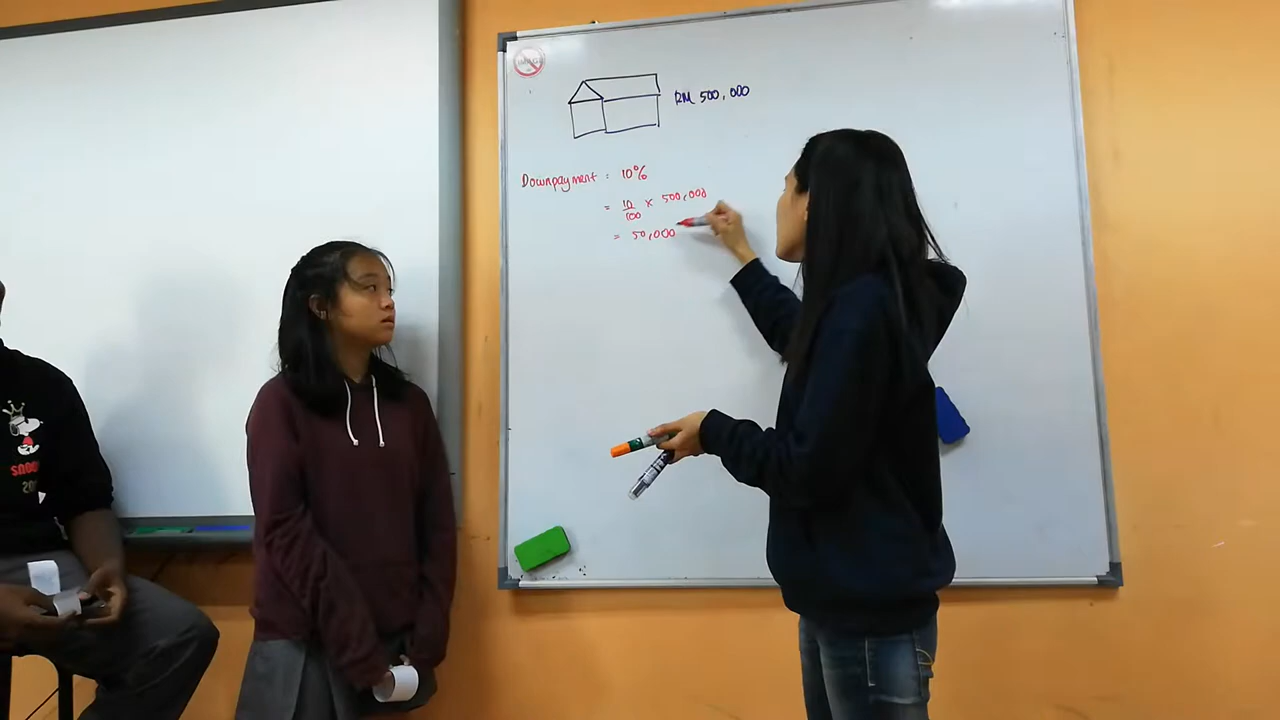 RM 500,000
Downpayment = 10%
= 10/100 x 500,000
= 50,000